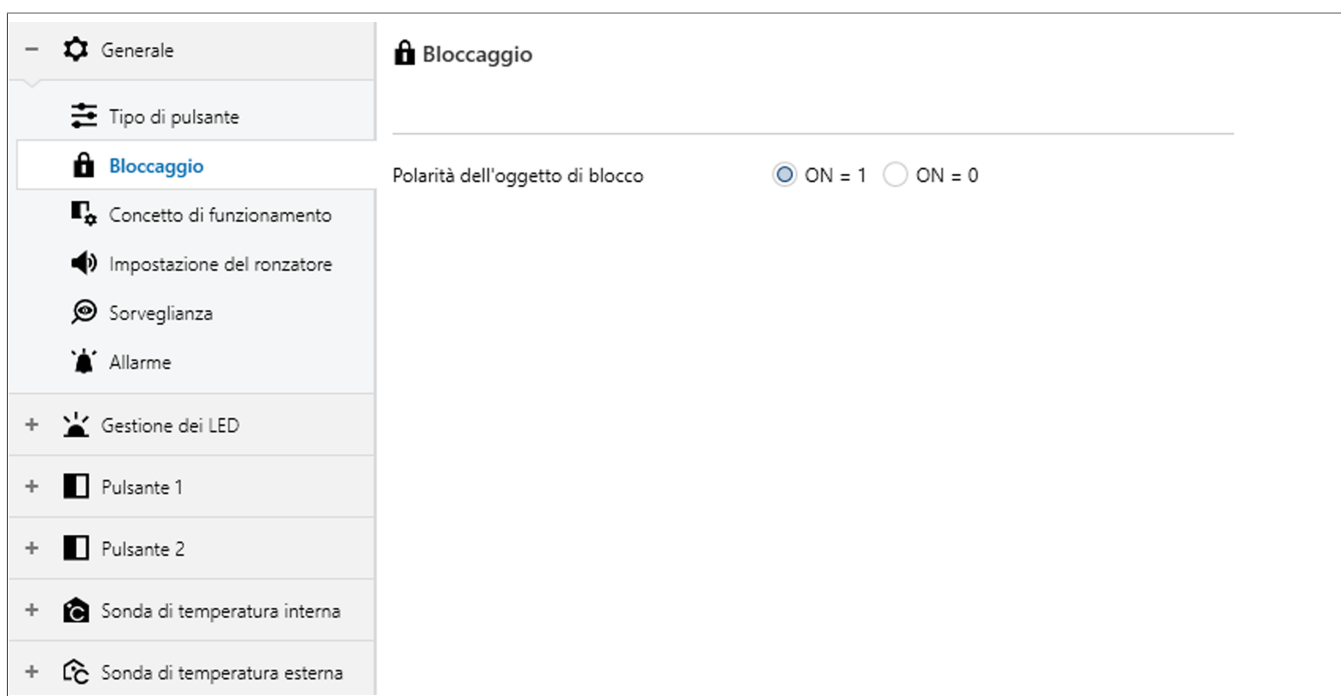 Generale
Tipo di pulsante
Bloccaggio
Concetto di funzionamento
Impostazione del ronzatore
Sorveglianza
Allarme
Gestione dei LED
Pulsante 1
Pulsante 2
Sonda di temperatura interna
Sonda di temperatura esterna
Bloccaggio
Polarità dell'oggetto di blocco ON = 1 ON = 0